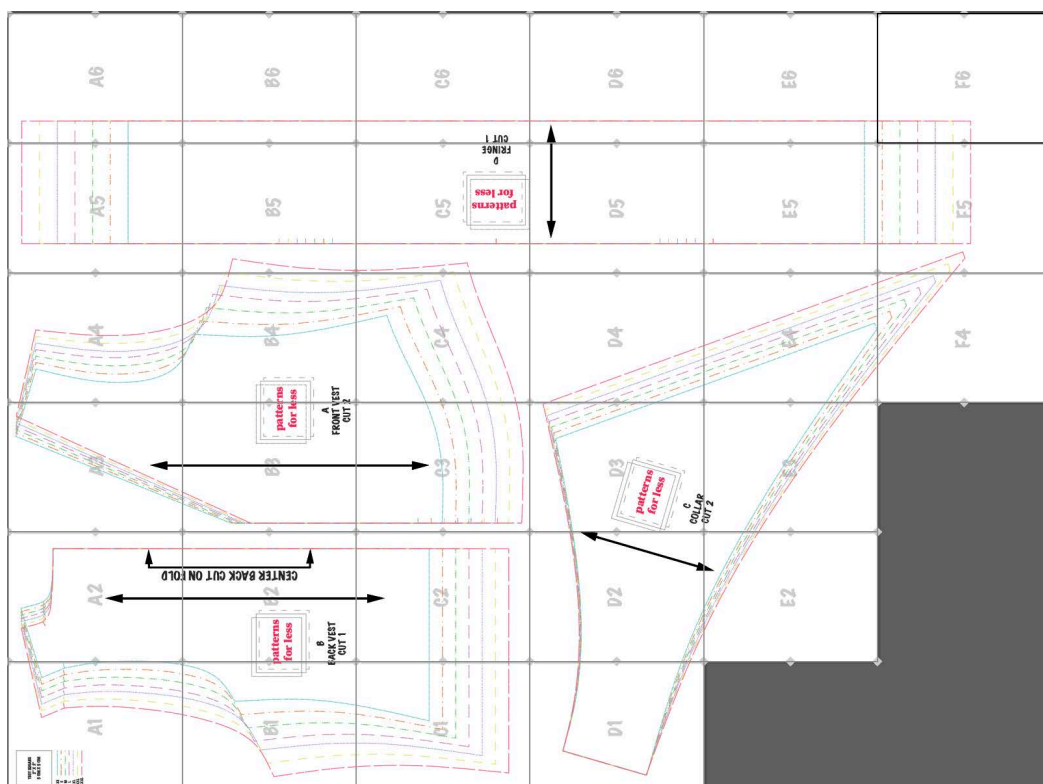 A6
B6
C6
D6
E6
F6
D
FRINGE
CUT 1
patterns
for less
A5
B5
C5
D5
E5
F5
A4
B4
C4
D4
E4
F4
patterns
for less
A
FRONT VEST
CUT 2
A3
B3
C3
D3
E3
patterns
for less
C
COLLAR
CUT 2
CENTER BACK CUT ON FOLD
A2
B2
C2
D2
E2
patterns
for less
B
BACK VEST
CUT 1
A1
B1
C1
D1
TEST SQUARE